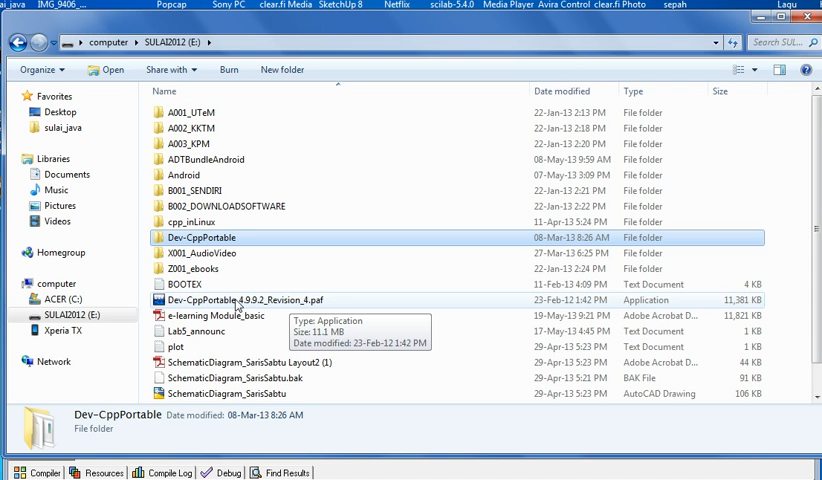 ni_java IMG_9406_... Popcap Sony PC SketchUp 8 Netflix scilab-5.4.0 Media Player Avira Control sepah Lagu
clear.fi Media clear.fi Photo
computer SULAI2012 (E:) Search SUL...
Organize Open Share with Burn New folder
Name Date modified Type Size
Favorites
Desktop
sulai_java
Libraries
Documents
Music
Pictures
Videos
Homegroup
computer
ACER (C:)
SULAI2012 (E:)
Xperia TX
Network
A001_UTeM 22-Jan-13 2:13 PM File folder
A002_KKTM 22-Jan-13 2:14 PM File folder
A003_KPM 22-Jan-13 2:20 PM File folder
ADTBundleAndroid 08-May-13 9:59 AM File folder
Android 07-May-13 3:09 PM File folder
B001_SENDIRI 22-Jan-13 2:21 PM File folder
B002_DOWNLOADSOFTWARE 22-Jan-13 2:22 PM File folder
cpp_inLinux 11-Apr-13 5:24 PM File folder
Dev-CppPortable 08-Mar-13 8:26 AM File folder
X001_AudioVideo 22-Jan-13 2:23 PM File folder
Z001_ebooks 22-Jan-13 2:24 PM File folder
BOOTEX 11-Feb-13 4:09 PM Text Document 4 KB
Dev-CppPortable_4.9.9.2_Revision_4.paf 23-Feb-12 1:42 PM Application 11,381 KB
e-learning Module_basic 19-May-13 9:21 PM Adobe Acrobat D... 11,821 KB
Lab5_announc 17-May-13 4:45 PM Text Document 1 KB
plot 29-Apr-13 5:23 PM Text Document 1 KB
SchematicDiagram_SarisSabtu Layout2 (1) 29-Apr-13 5:23 PM Adobe Acrobat D... 44 KB
SchematicDiagram_SarisSabtu.bak 29-Apr-13 5:21 PM BAK File 91 KB
SchematicDiagram_SarisSabtu 29-Apr-13 5:23 PM AutoCAD Drawing 106 KB
Type: Application
Size: 11.1 MB
Date modified: 23-Feb-12 1:42 PM
Dev-CppPortable Date modified: 08-Mar-13 8:26 AM
File folder
Compiler Resources Compile Log Debug Find Results